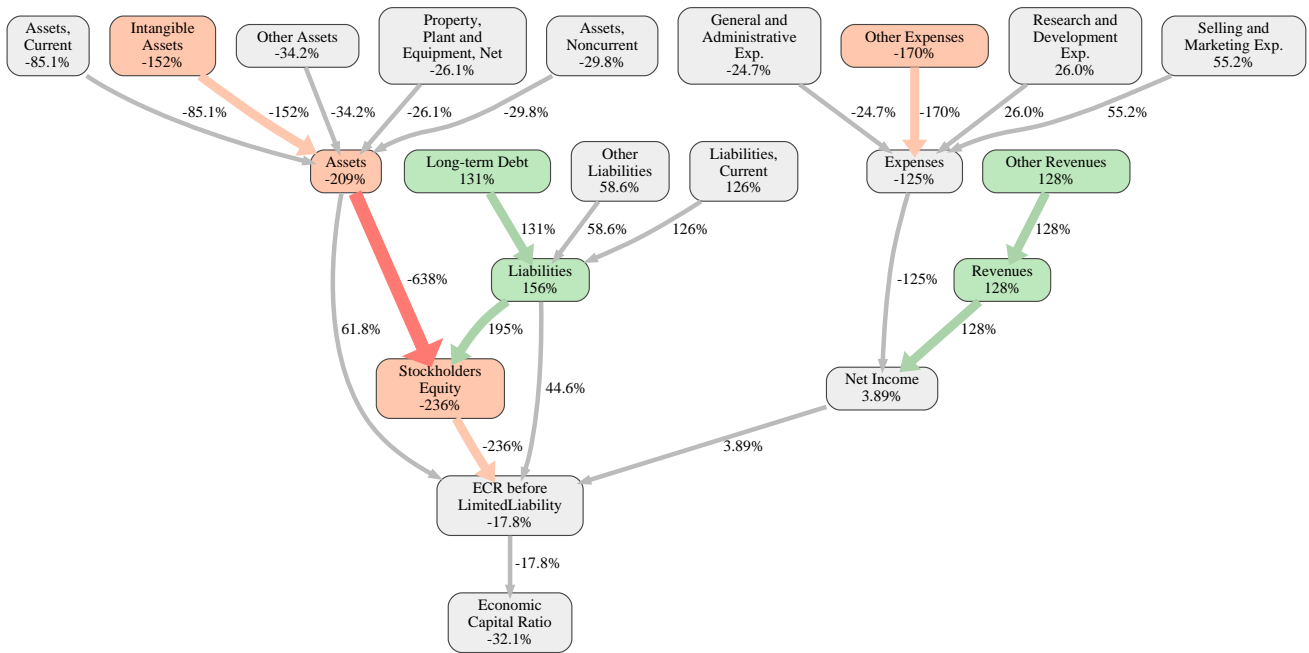 Assets,
Current
-85.1%
Intangible
Assets
-152%
Other Assets
-34.2%
Property,
Plant and
Equipment, Net
-26.1%
Assets,
Noncurrent
-29.8%
General and
Administrative
Exp.
-24.7%
Other Expenses
-170%
Research and
Development
Exp.
26.0%
Selling and
Marketing Exp.
55.2%
-85.1%
-152%
-34.2%
-26.1%
-29.8%
-24.7%
-170%
26.0%
55.2%
Assets
-209%
Long-term Debt
131%
Other
Liabilities
58.6%
Liabilities,
Current
126%
Expenses
-125%
Other Revenues
128%
131%
58.6%
126%
128%
Liabilities
156%
Revenues
128%
-638%
-125%
61.8%
195%
128%
Stockholders
Equity
-236%
44.6%
Net Income
3.89%
-236%
3.89%
ECR before
LimitedLiability
-17.8%
-17.8%
Economic
Capital Ratio
-32.1%